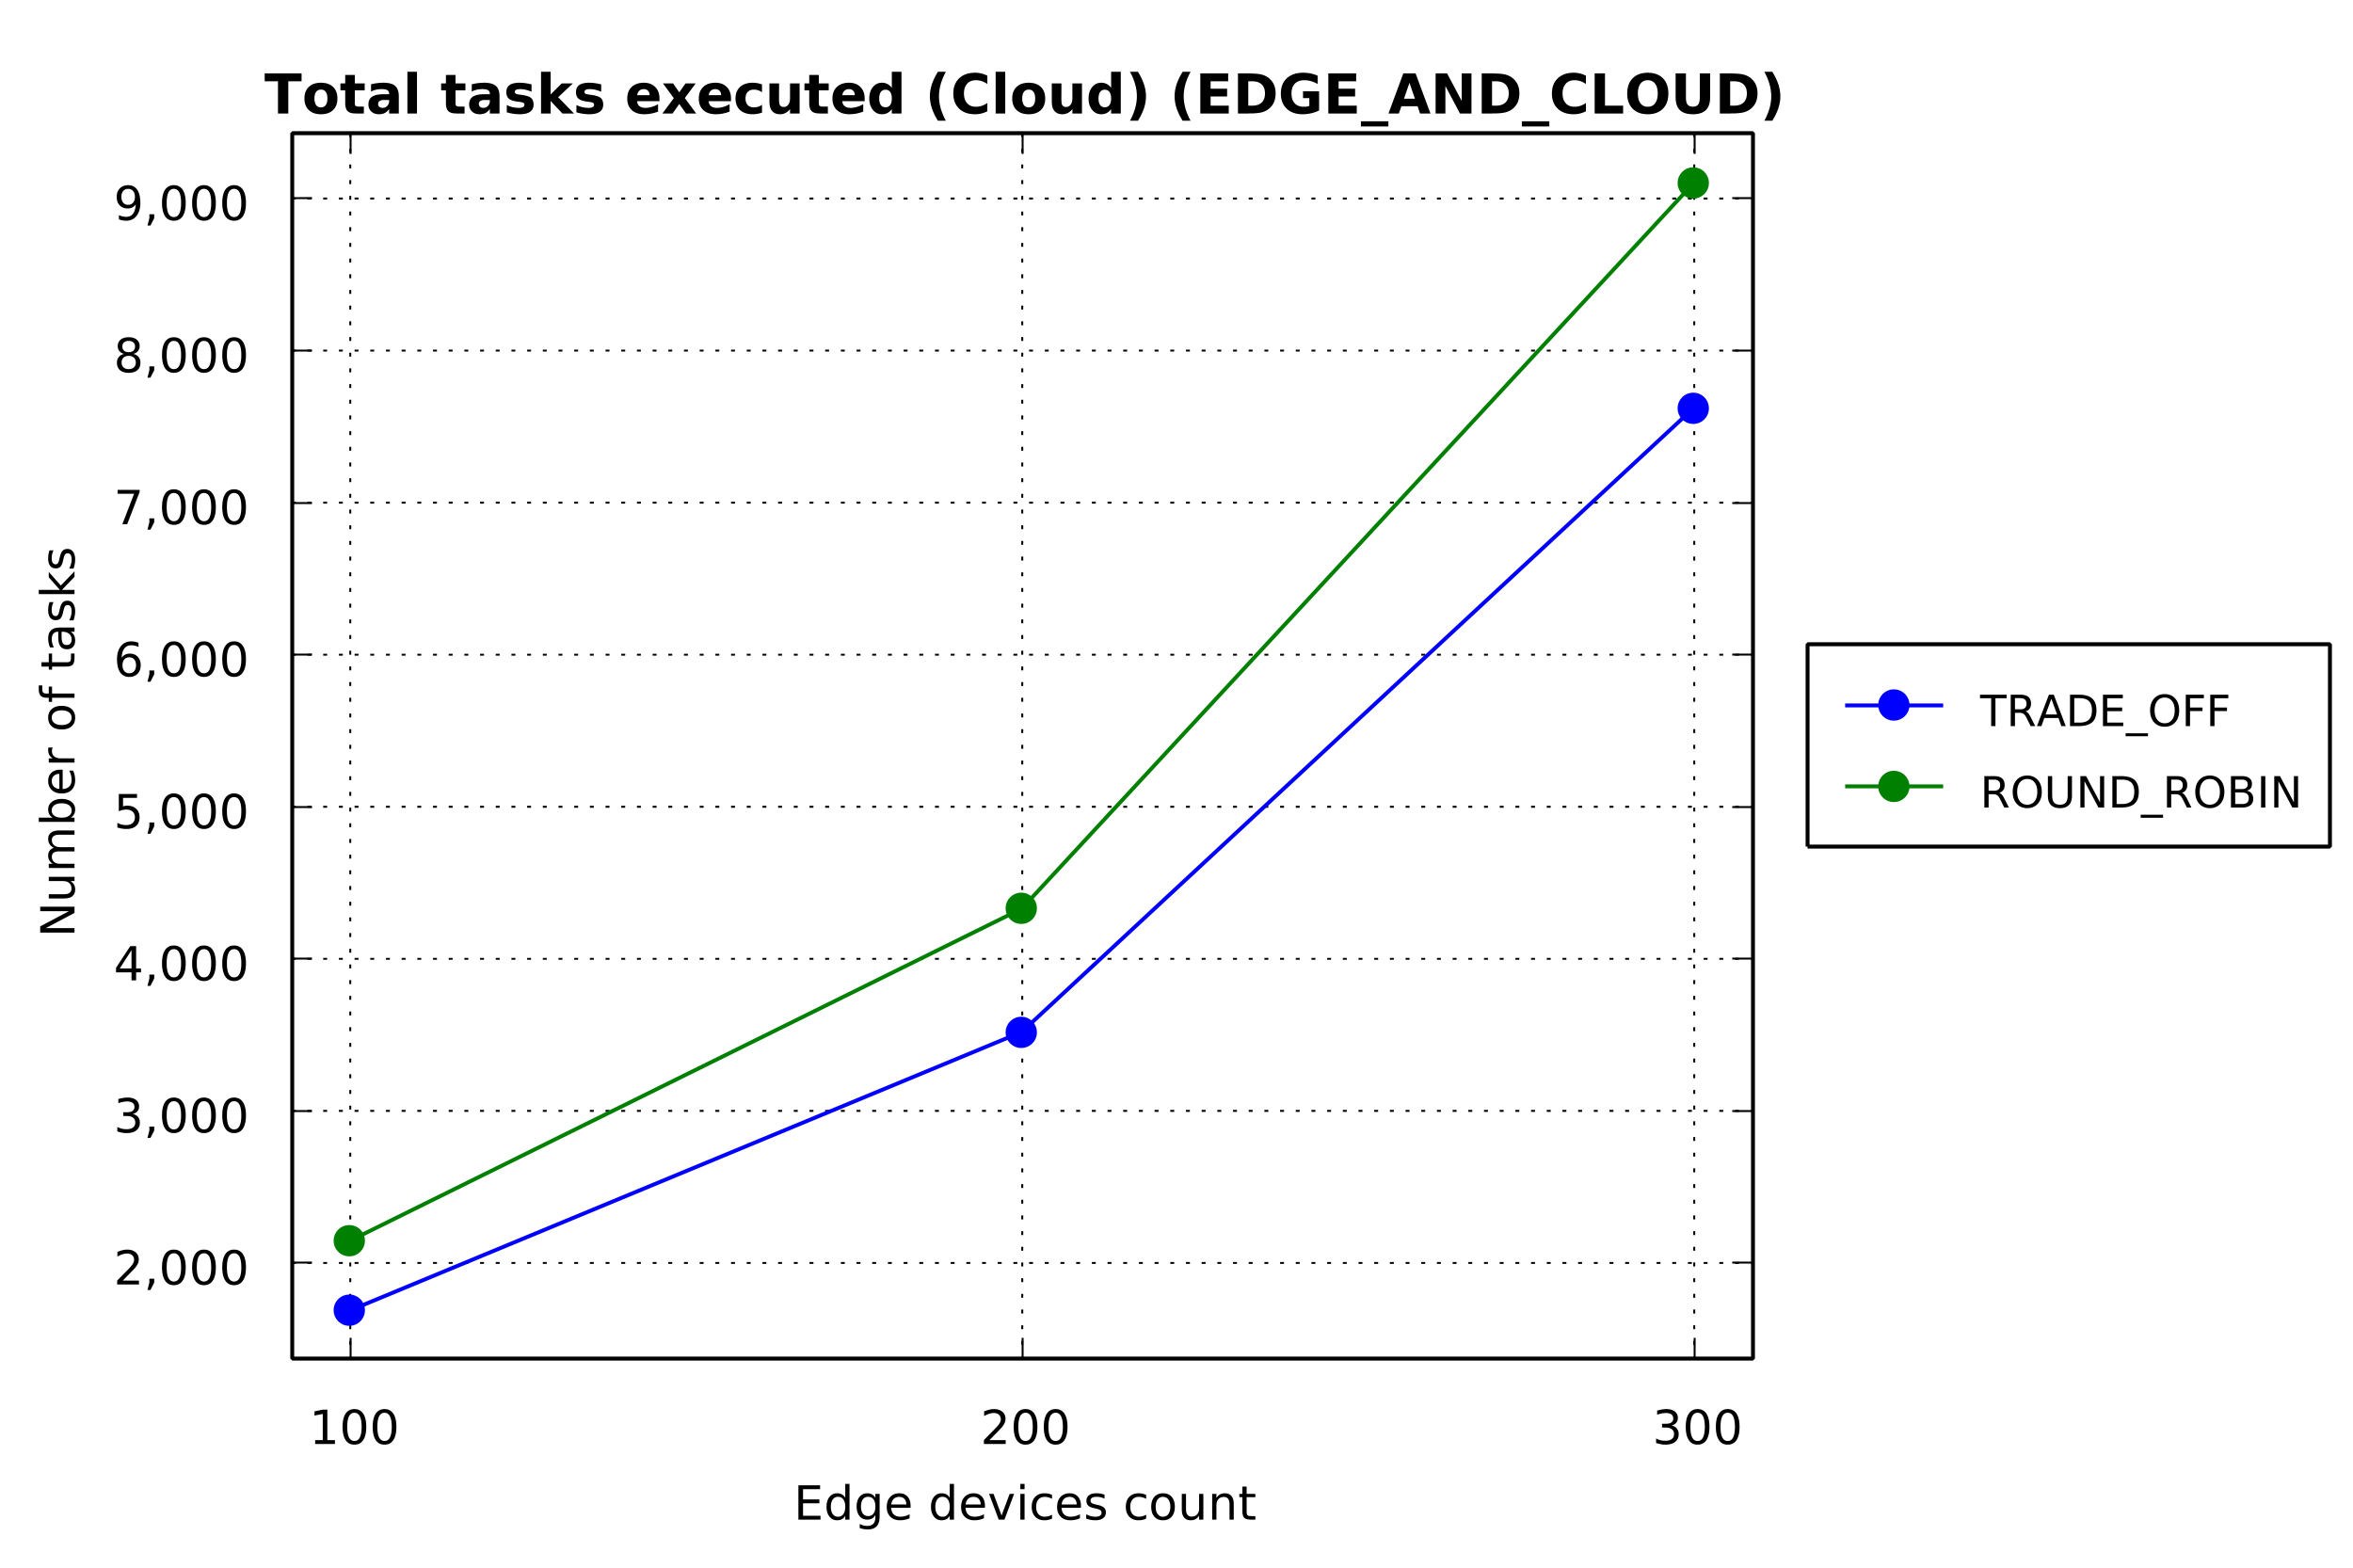 Total tasks executed (Cloud) (EDGE_AND_CLOUD)
9,000
8,000
7,000
6,000
5,000
4,000
3,000
2,000
Number of tasks
100 200 300
Edge devices count
TRADE_OFF
ROUND_ROBIN